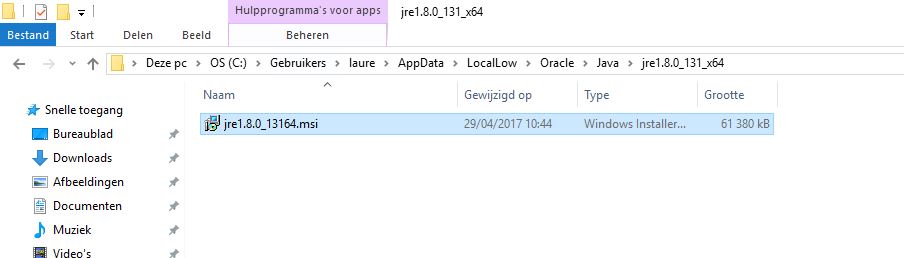 Hulpprogramma's voor apps jre1.8.0_131_x64
Bestand Start Delen Beeld Beheren
Deze pc > OS (C:) > Gebruikers > laure > AppData > LocalLow > Oracle > Java > jre1.8.0_131_x64
Naam Gewijzigd op Type Grootte
Snelle toegang
jre1.8.0_13164.msi 29/04/2017 10:44 Windows Installer... 61 380 kB
Bureaublad
Downloads
Afbeeldingen
Documenten
Muziek
Video's